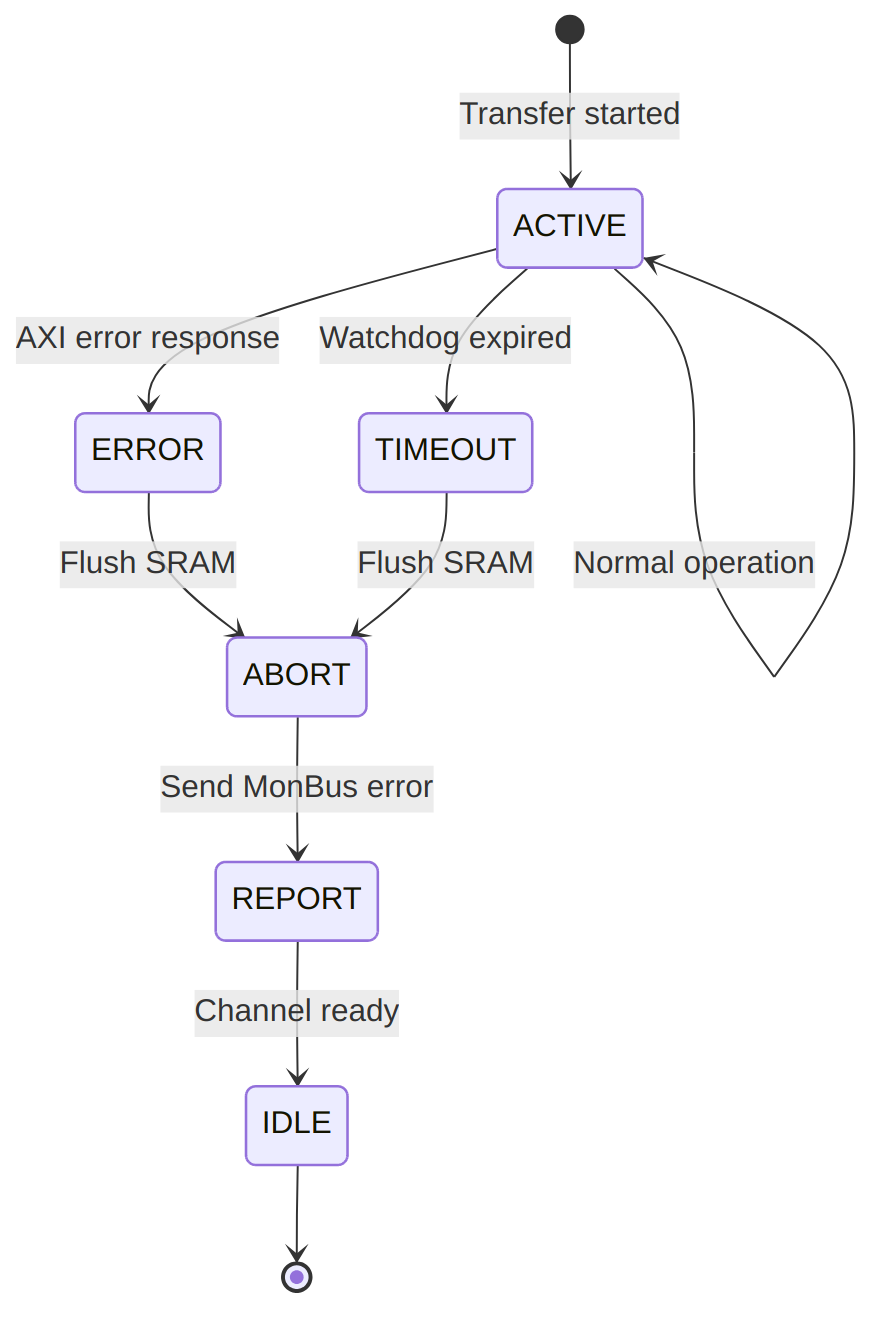 Transfer started
ACTIVE
AXI error response
Watchdog expired
ERROR
TIMEOUT
Flush SRAM
Flush SRAM
Normal operation
ABORT
Send MonBus error
REPORT
Channel ready
IDLE